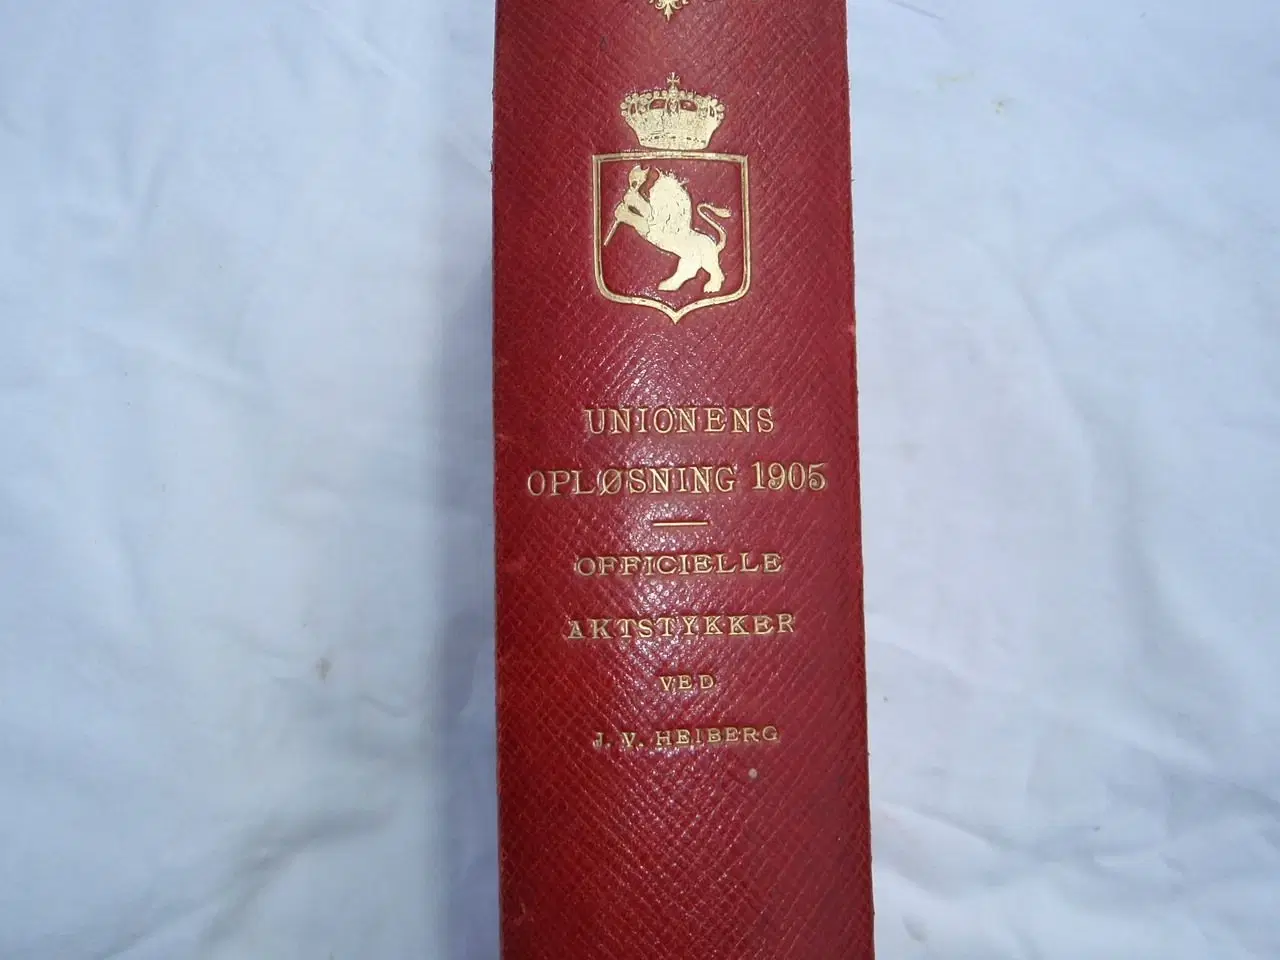 UNIONENS
OPLØSNING 1905
OFFICIELLE
AKTSTYKKER
VED
J. V. HEIBERG